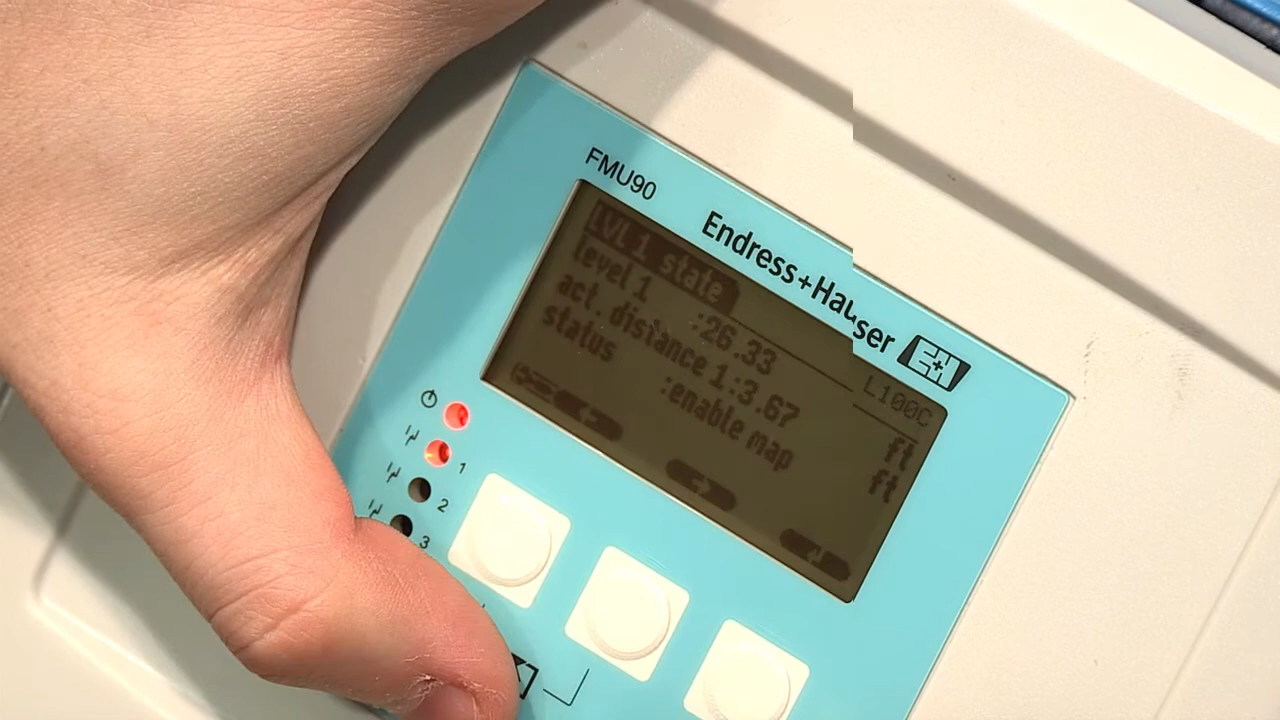 FMU90
Endress+Hauser
E+H
LVL 1 state L100C
level 1 :26.33 ft
act. distance 1:3.67 ft
status :enable map
1
2
3